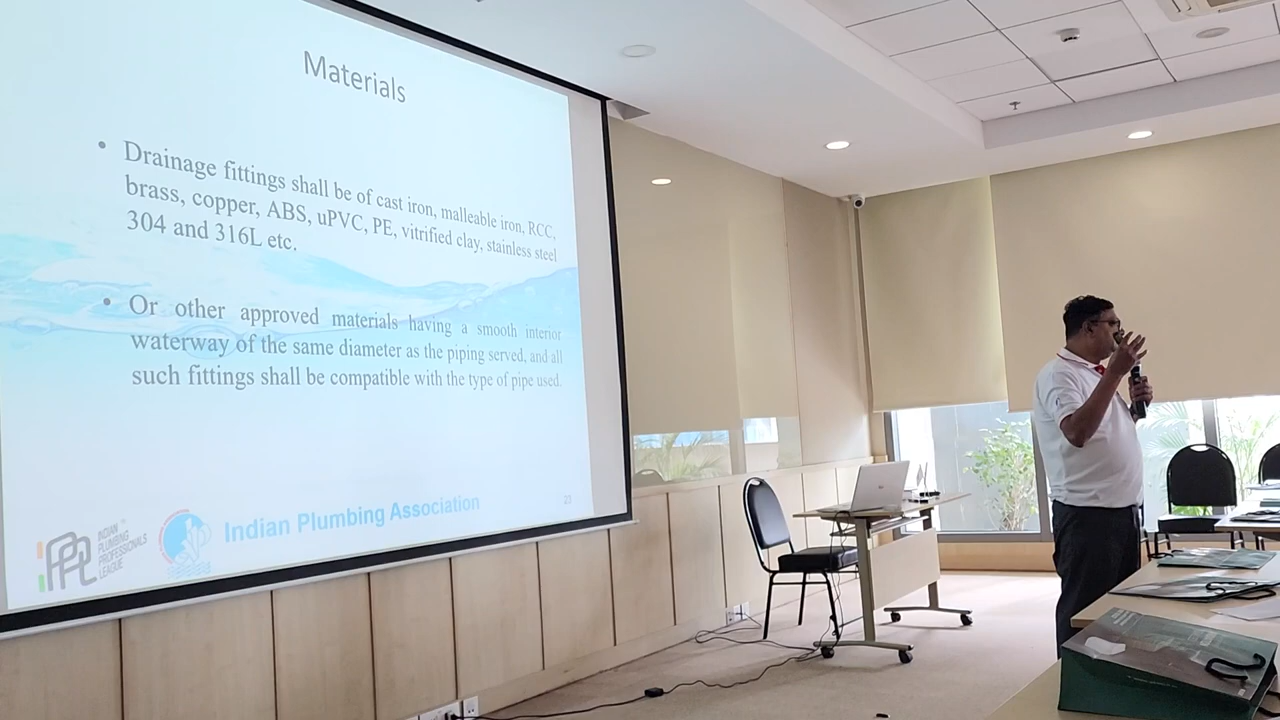 Materials
• Drainage fittings shall be of cast iron, malleable iron, RCC,
brass, copper, ABS, uPVC, PE, vitrified clay, stainless steel
304 and 316L etc.
• Or other approved materials having a smooth interior
waterway of the same diameter as the piping served, and all
such fittings shall be compatible with the type of pipe used.
INDIAN
PLUMBING
PROFESSIONALS
LEAGUE
Indian Plumbing Association